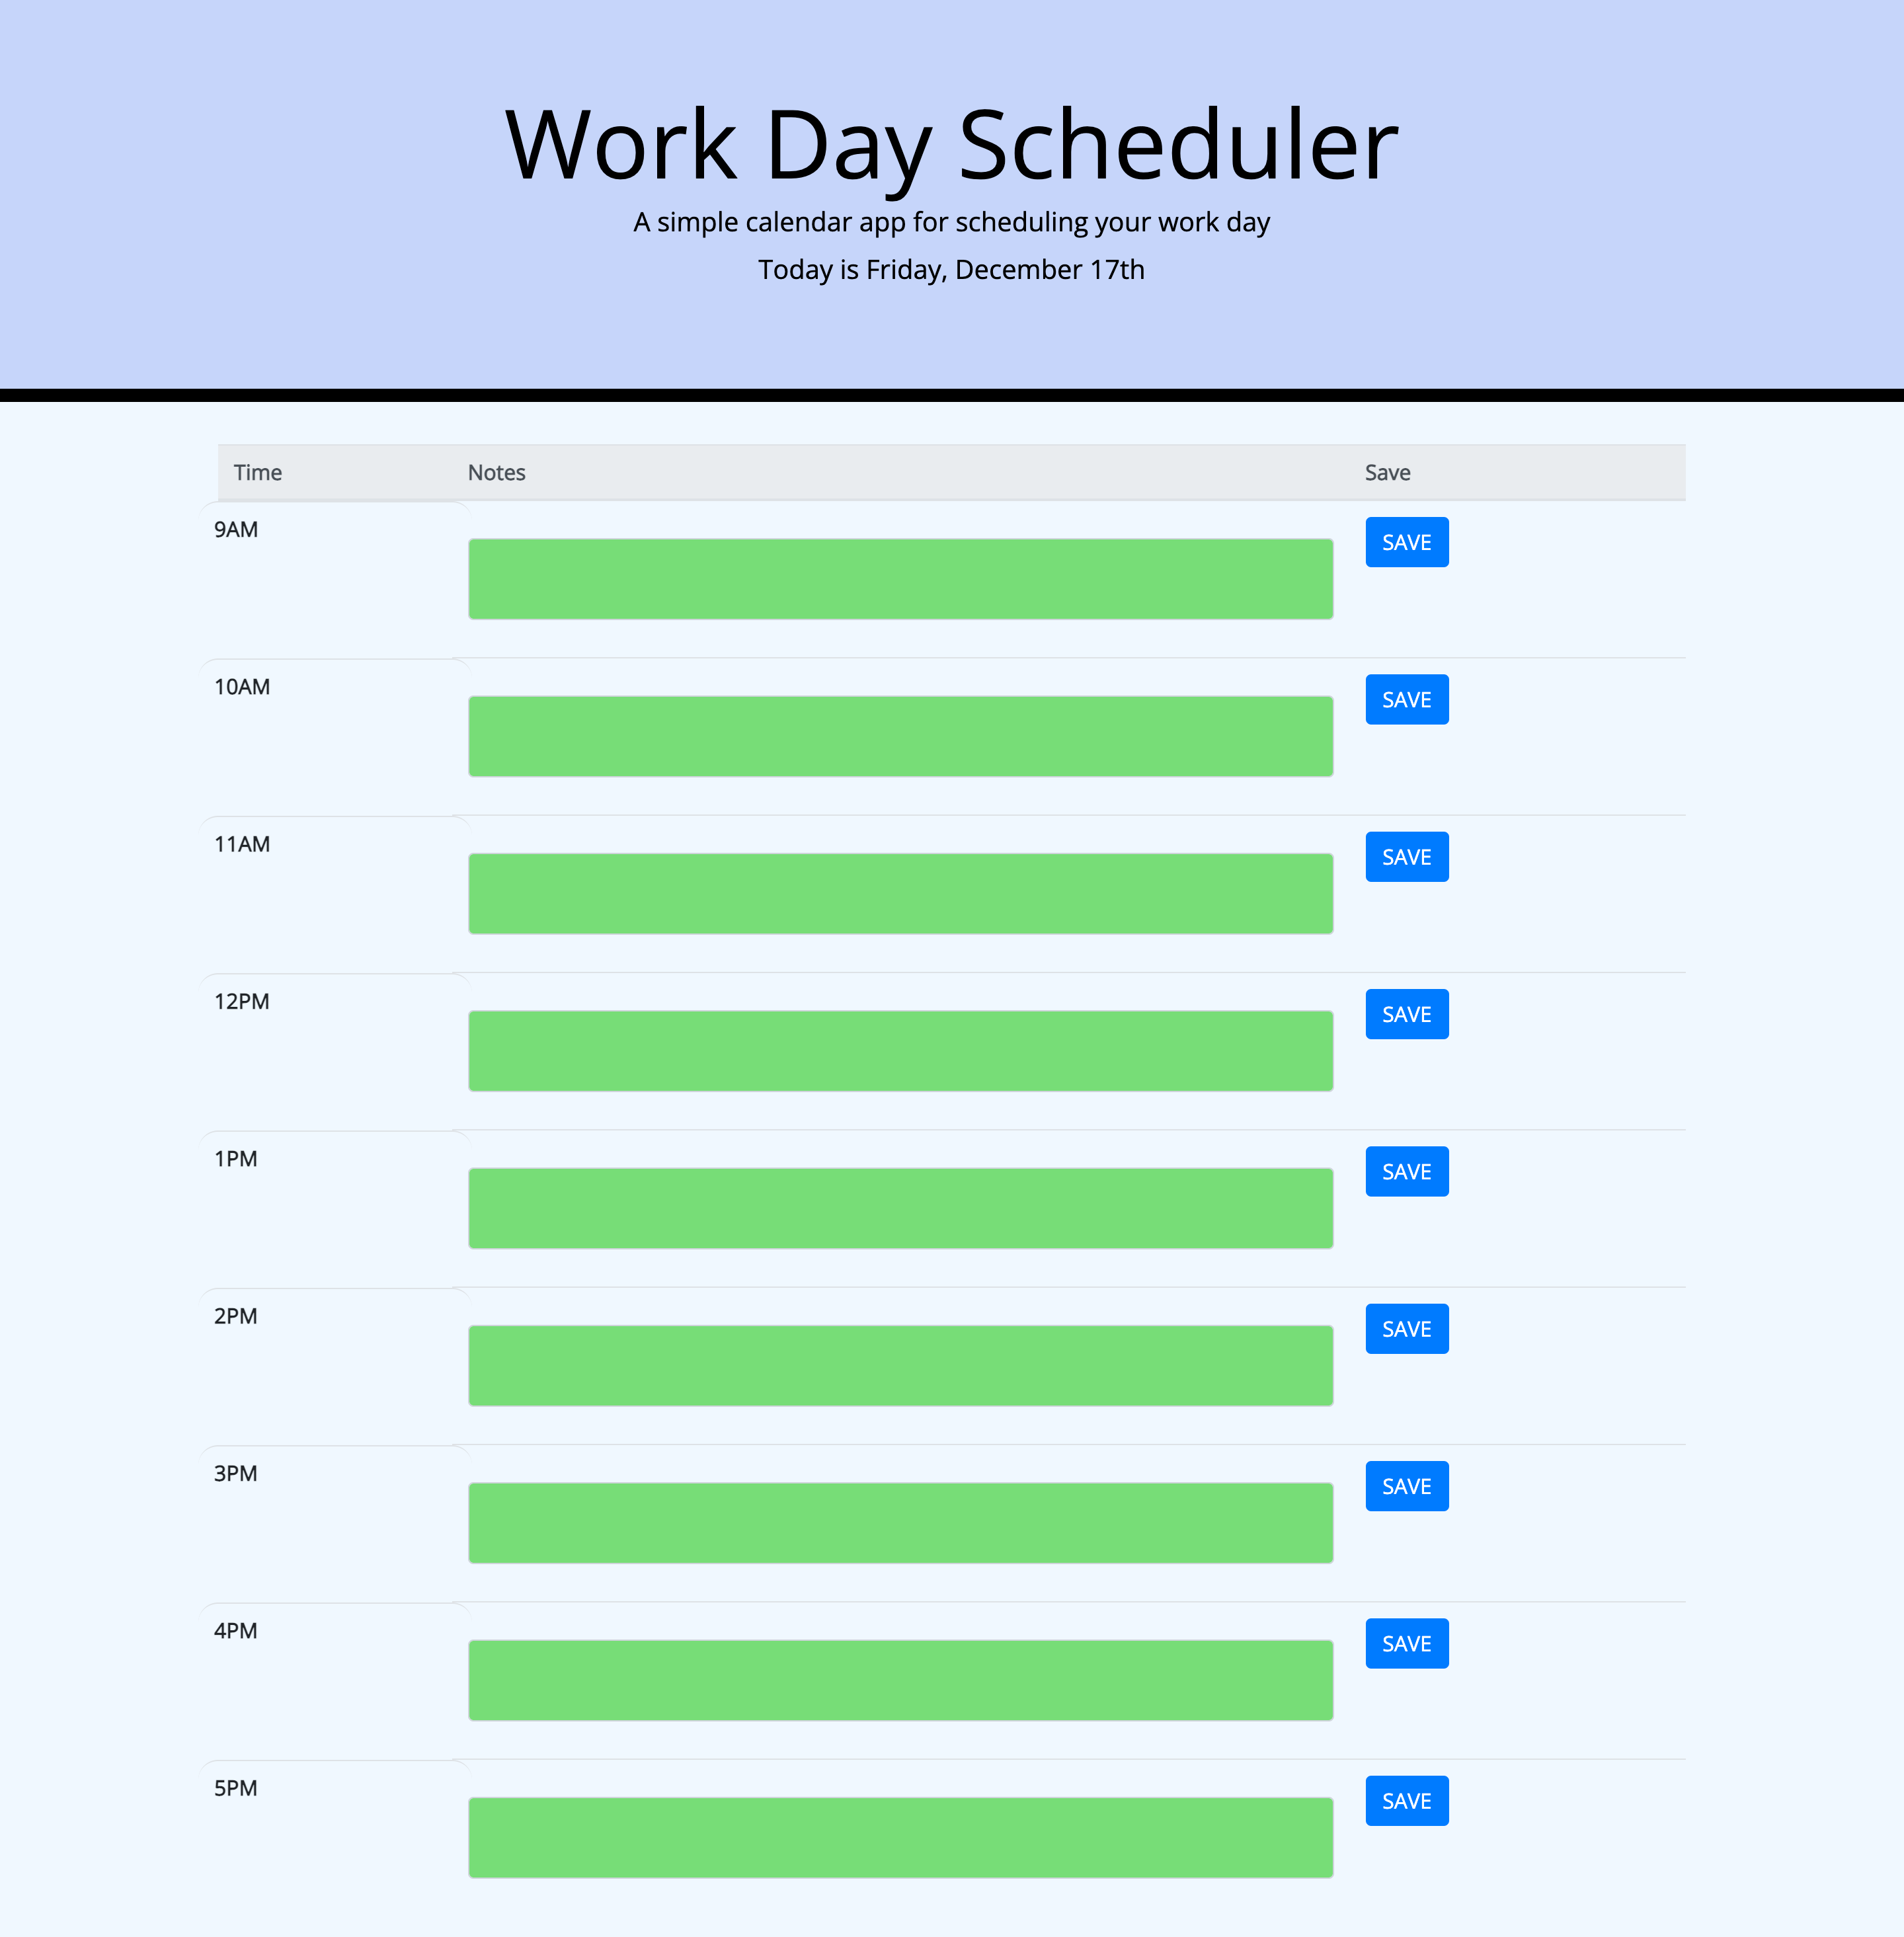 Work Day Scheduler
A simple calendar app for scheduling your work day
Today is Friday, December 17th
Time Notes Save
9AM SAVE
10AM SAVE
11AM SAVE
12PM SAVE
1PM SAVE
2PM SAVE
3PM SAVE
4PM SAVE
5PM SAVE